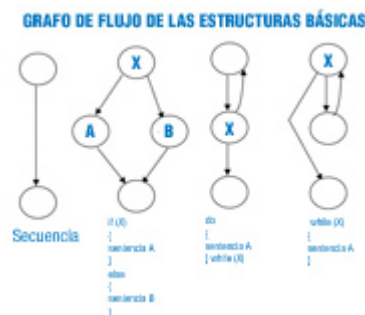 GRAFO DE FLUJO DE LAS ESTRUCTURAS BÁSICAS
X
A
B
X
X
Secuencia
if (X)
{
sentencia A
}
else
{
sentencia B
}
do
{
sentencia A
} while (X)
while (X)
{
sentencia A
}